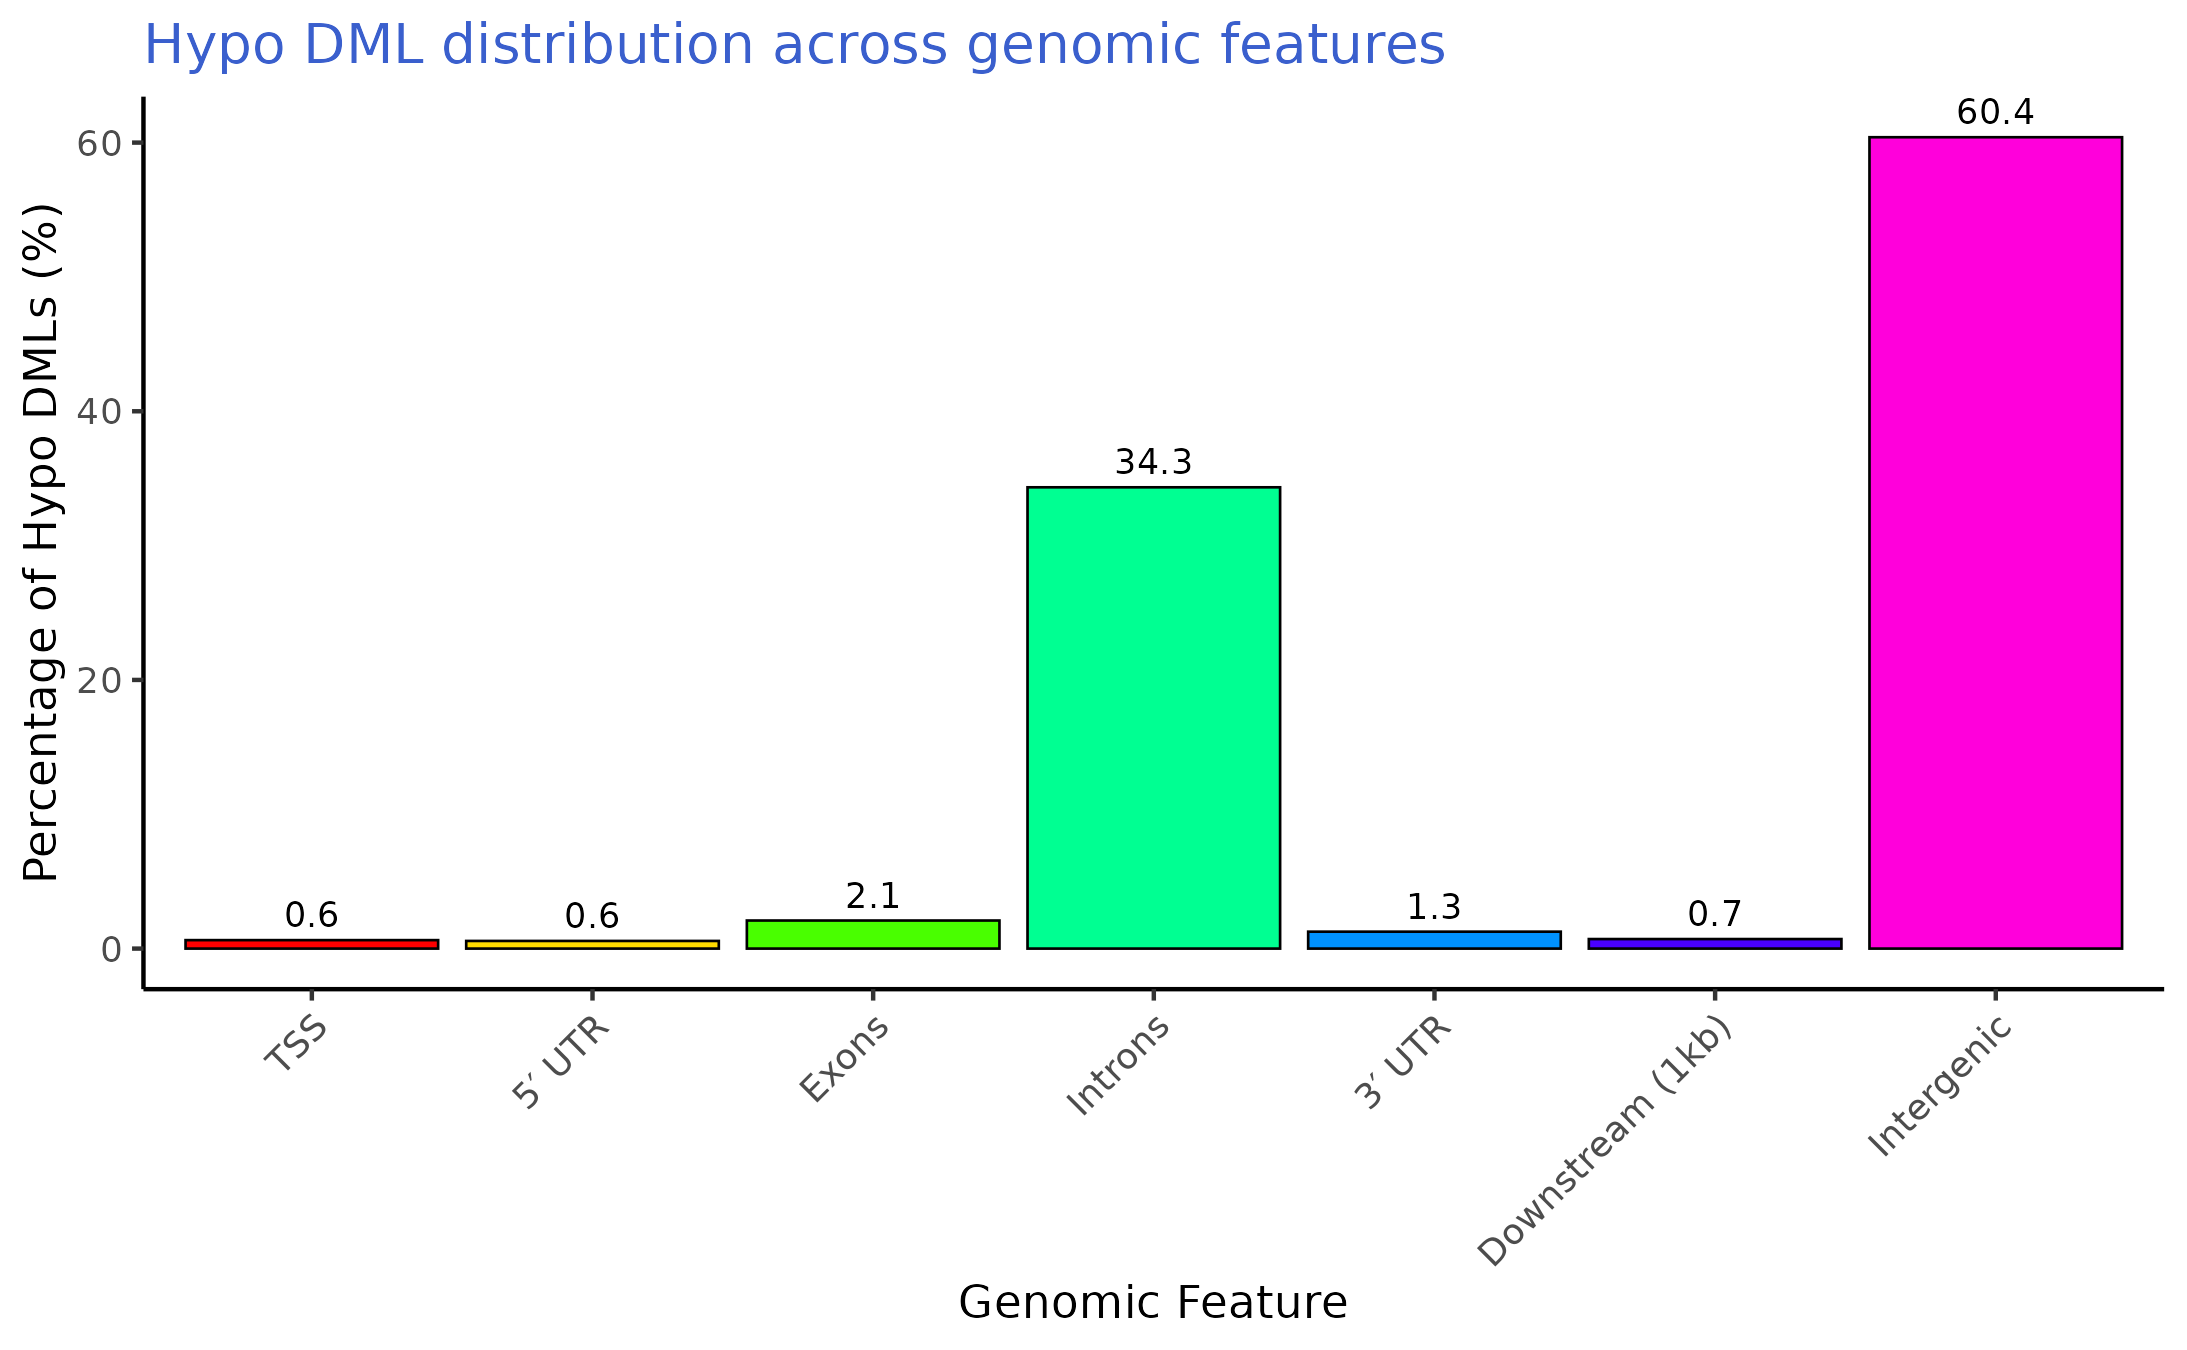 Hypo DML distribution across genomic features
Percentage of Hypo DMLs (%)
60
40
20
0
0.6
0.6
2.1
34.3
1.3
0.7
60.4
TSS
5′ UTR
Exons
Introns
3′ UTR
Downstream (1kb)
Intergenic
Genomic Feature